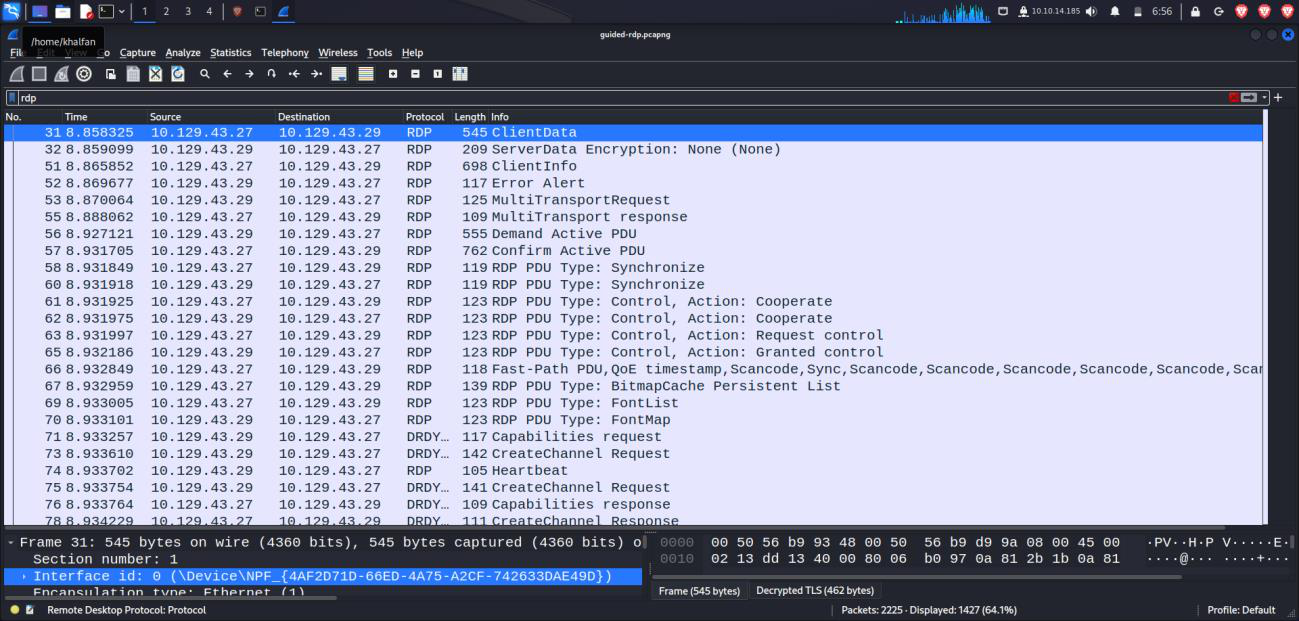 1 2 3 4 10.10.14.185 6:56
/home/khalfan
guided-rdp.pcapng
File Edit View Go Capture Analyze Statistics Telephony Wireless Tools Help
rdp
No. Time Source Destination Protocol Length Info
31 8.858325 10.129.43.27 10.129.43.29 RDP 545 ClientData
32 8.859099 10.129.43.29 10.129.43.27 RDP 209 ServerData Encryption: None (None)
51 8.865852 10.129.43.27 10.129.43.29 RDP 698 ClientInfo
52 8.869677 10.129.43.29 10.129.43.27 RDP 117 Error Alert
53 8.870064 10.129.43.29 10.129.43.27 RDP 125 MultiTransportRequest
55 8.888062 10.129.43.27 10.129.43.29 RDP 109 MultiTransport response
56 8.927121 10.129.43.29 10.129.43.27 RDP 555 Demand Active PDU
57 8.931705 10.129.43.27 10.129.43.29 RDP 762 Confirm Active PDU
58 8.931849 10.129.43.27 10.129.43.29 RDP 119 RDP PDU Type: Synchronize
60 8.931918 10.129.43.29 10.129.43.27 RDP 119 RDP PDU Type: Synchronize
61 8.931925 10.129.43.27 10.129.43.29 RDP 123 RDP PDU Type: Control, Action: Cooperate
62 8.931975 10.129.43.29 10.129.43.27 RDP 123 RDP PDU Type: Control, Action: Cooperate
63 8.931997 10.129.43.27 10.129.43.29 RDP 123 RDP PDU Type: Control, Action: Request control
65 8.932186 10.129.43.29 10.129.43.27 RDP 123 RDP PDU Type: Control, Action: Granted control
66 8.932849 10.129.43.27 10.129.43.29 RDP 118 Fast-Path PDU,QoE timestamp,Scancode,Sync,Scancode,Scancode,Scancode,Scancode,Scancode,Scan
67 8.932959 10.129.43.27 10.129.43.29 RDP 139 RDP PDU Type: BitmapCache Persistent List
69 8.933005 10.129.43.27 10.129.43.29 RDP 123 RDP PDU Type: FontList
70 8.933101 10.129.43.29 10.129.43.27 RDP 123 RDP PDU Type: FontMap
71 8.933257 10.129.43.29 10.129.43.27 DRDY… 117 Capabilities request
73 8.933610 10.129.43.29 10.129.43.27 DRDY… 142 CreateChannel Request
74 8.933702 10.129.43.29 10.129.43.27 RDP 105 Heartbeat
75 8.933754 10.129.43.29 10.129.43.27 DRDY… 141 CreateChannel Request
76 8.933764 10.129.43.27 10.129.43.29 DRDY… 109 Capabilities response
78 8.934229 10.129.43.27 10.129.43.29 DRDY… 111 CreateChannel Response
Frame 31: 545 bytes on wire (4360 bits), 545 bytes captured (4360 bits) o
Section number: 1
Interface id: 0 (\Device\NPF_{4AF2D71D-66ED-4A75-A2CF-742633DAE49D})
Encapsulation type: Ethernet (1)
0000 00 50 56 b9 93 48 00 50 56 b9 d9 9a 08 00 45 00 ·PV··H·P V·····E·
0010 02 13 dd 13 40 00 80 06 b0 97 0a 81 2b 1b 0a 81 ····@··· ····+···
Frame (545 bytes) Decrypted TLS (462 bytes)
Remote Desktop Protocol: Protocol Packets: 2225 · Displayed: 1427 (64.1%) Profile: Default